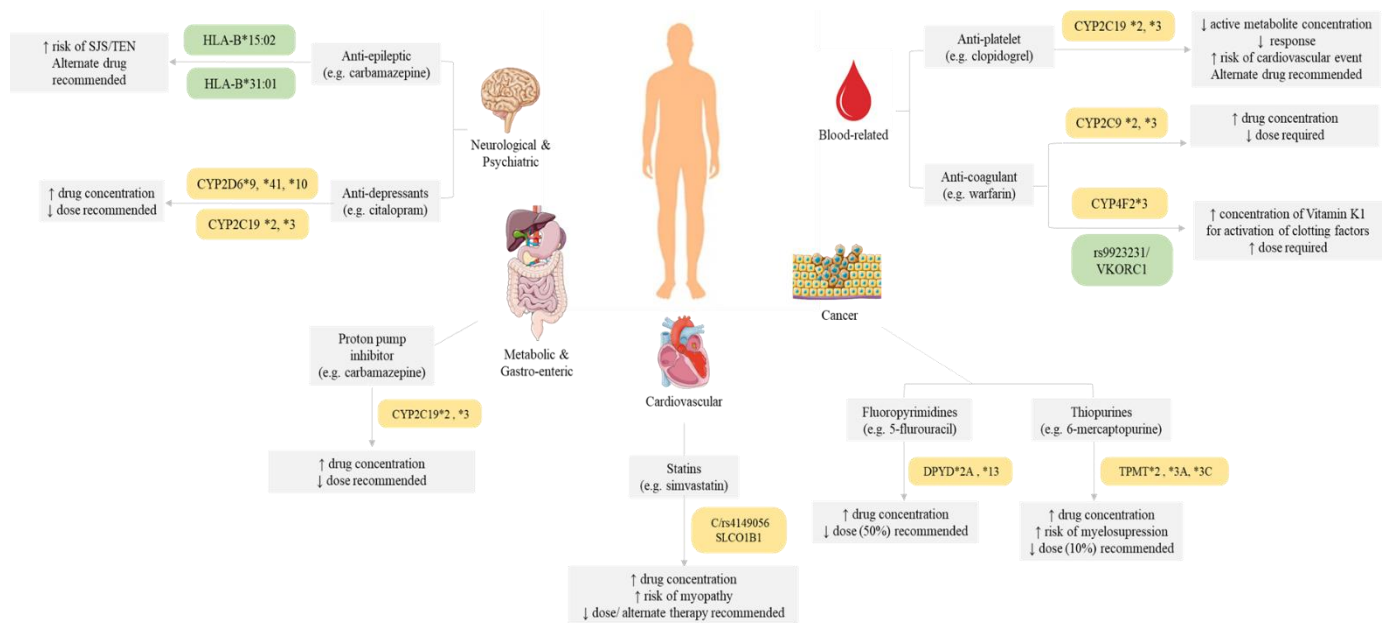 ↑ risk of SJS/TEN
Alternate drug
recommended
HLA-B*15:02
HLA-B*31:01
Anti-epileptic
(e.g. carbamazepine)
Neurological &
Psychiatric
↑ drug concentration
↓ dose recommended
CYP2D6*9, *41, *10
CYP2C19 *2, *3
Anti-depressants
(e.g. citalopram)
Blood-related
Anti-platelet
(e.g. clopidogrel)
CYP2C19 *2, *3
↓ active metabolite concentration
↓ response
↑ risk of cardiovascular event
Alternate drug recommended
Anti-coagulant
(e.g. warfarin)
CYP2C9 *2, *3
↑ drug concentration
↓ dose required
CYP4F2*3
rs9923231/
VKORC1
↑ concentration of Vitamin K1
for activation of clotting factors
↑ dose required
Metabolic &
Gastro-enteric
Proton pump
inhibitor
(e.g. carbamazepine)
CYP2C19*2 , *3
↑ drug concentration
↓ dose recommended
Cardiovascular
Statins
(e.g. simvastatin)
C/rs4149056
SLCO1B1
↑ drug concentration
↑ risk of myopathy
↓ dose/ alternate therapy recommended
Cancer
Fluoropyrimidines
(e.g. 5-flurouracil)
DPYD*2A , *13
↑ drug concentration
↓ dose (50%) recommended
Thiopurines
(e.g. 6-mercaptopurine)
TPMT*2 , *3A, *3C
↑ drug concentration
↑ risk of myelosupression
↓ dose (10%) recommended